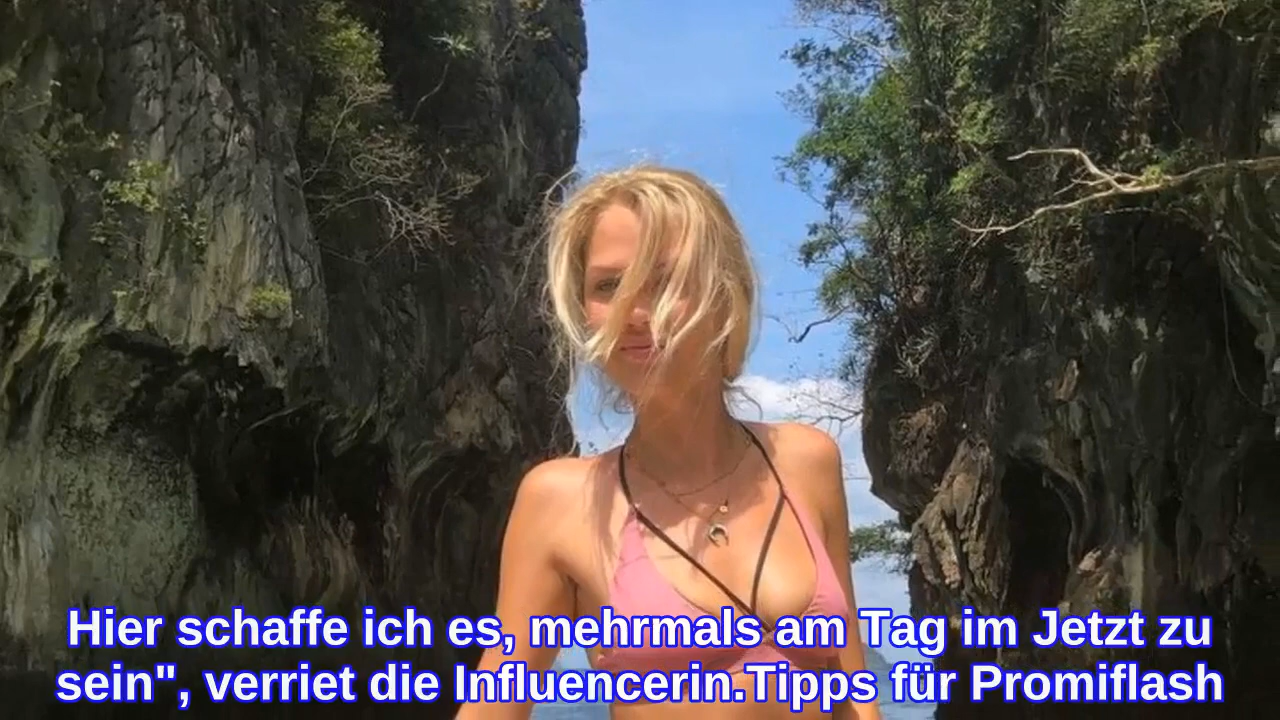 Hier schaffe ich es, mehrmals am Tag im Jetzt zu
sein", verriet die Influencerin.Tipps für Promiflash